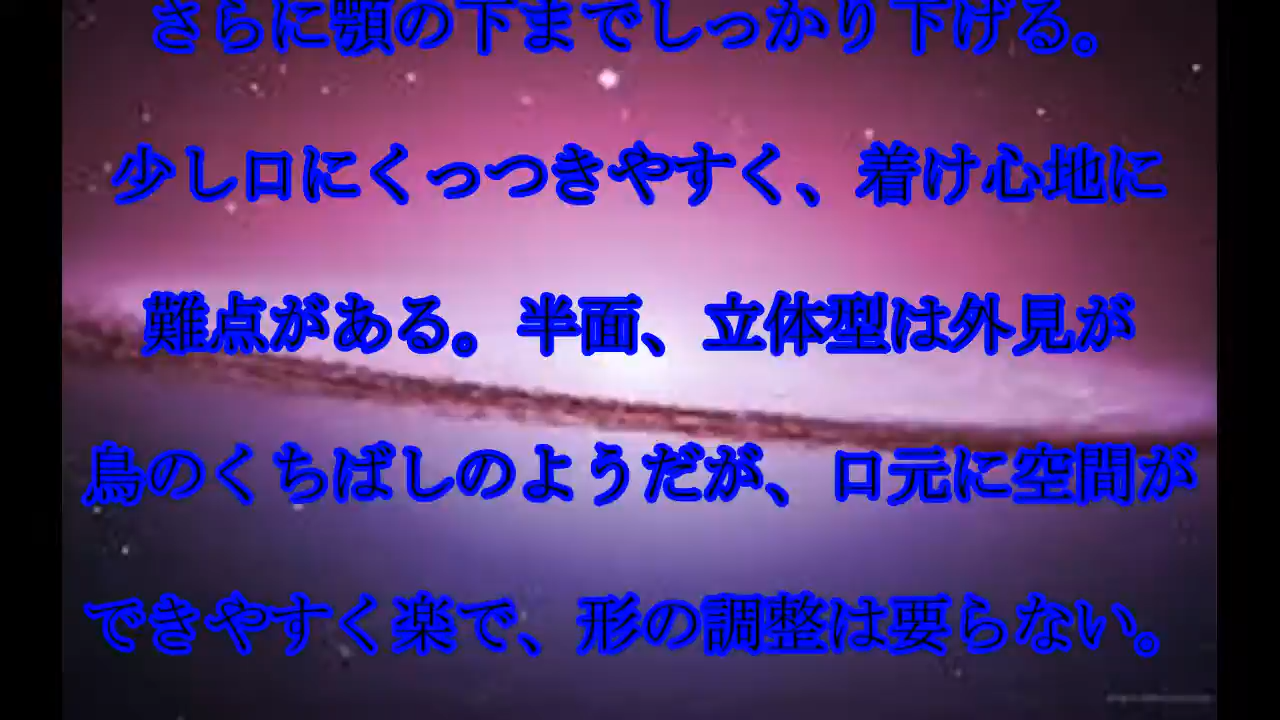 さらに顎の下までしっかり下げる。
少し口にくっつきやすく、着け心地に
難点がある。半面、立体型は外見が
鳥のくちばしのようだが、口元に空間が
できやすく楽で、形の調整は要らない。